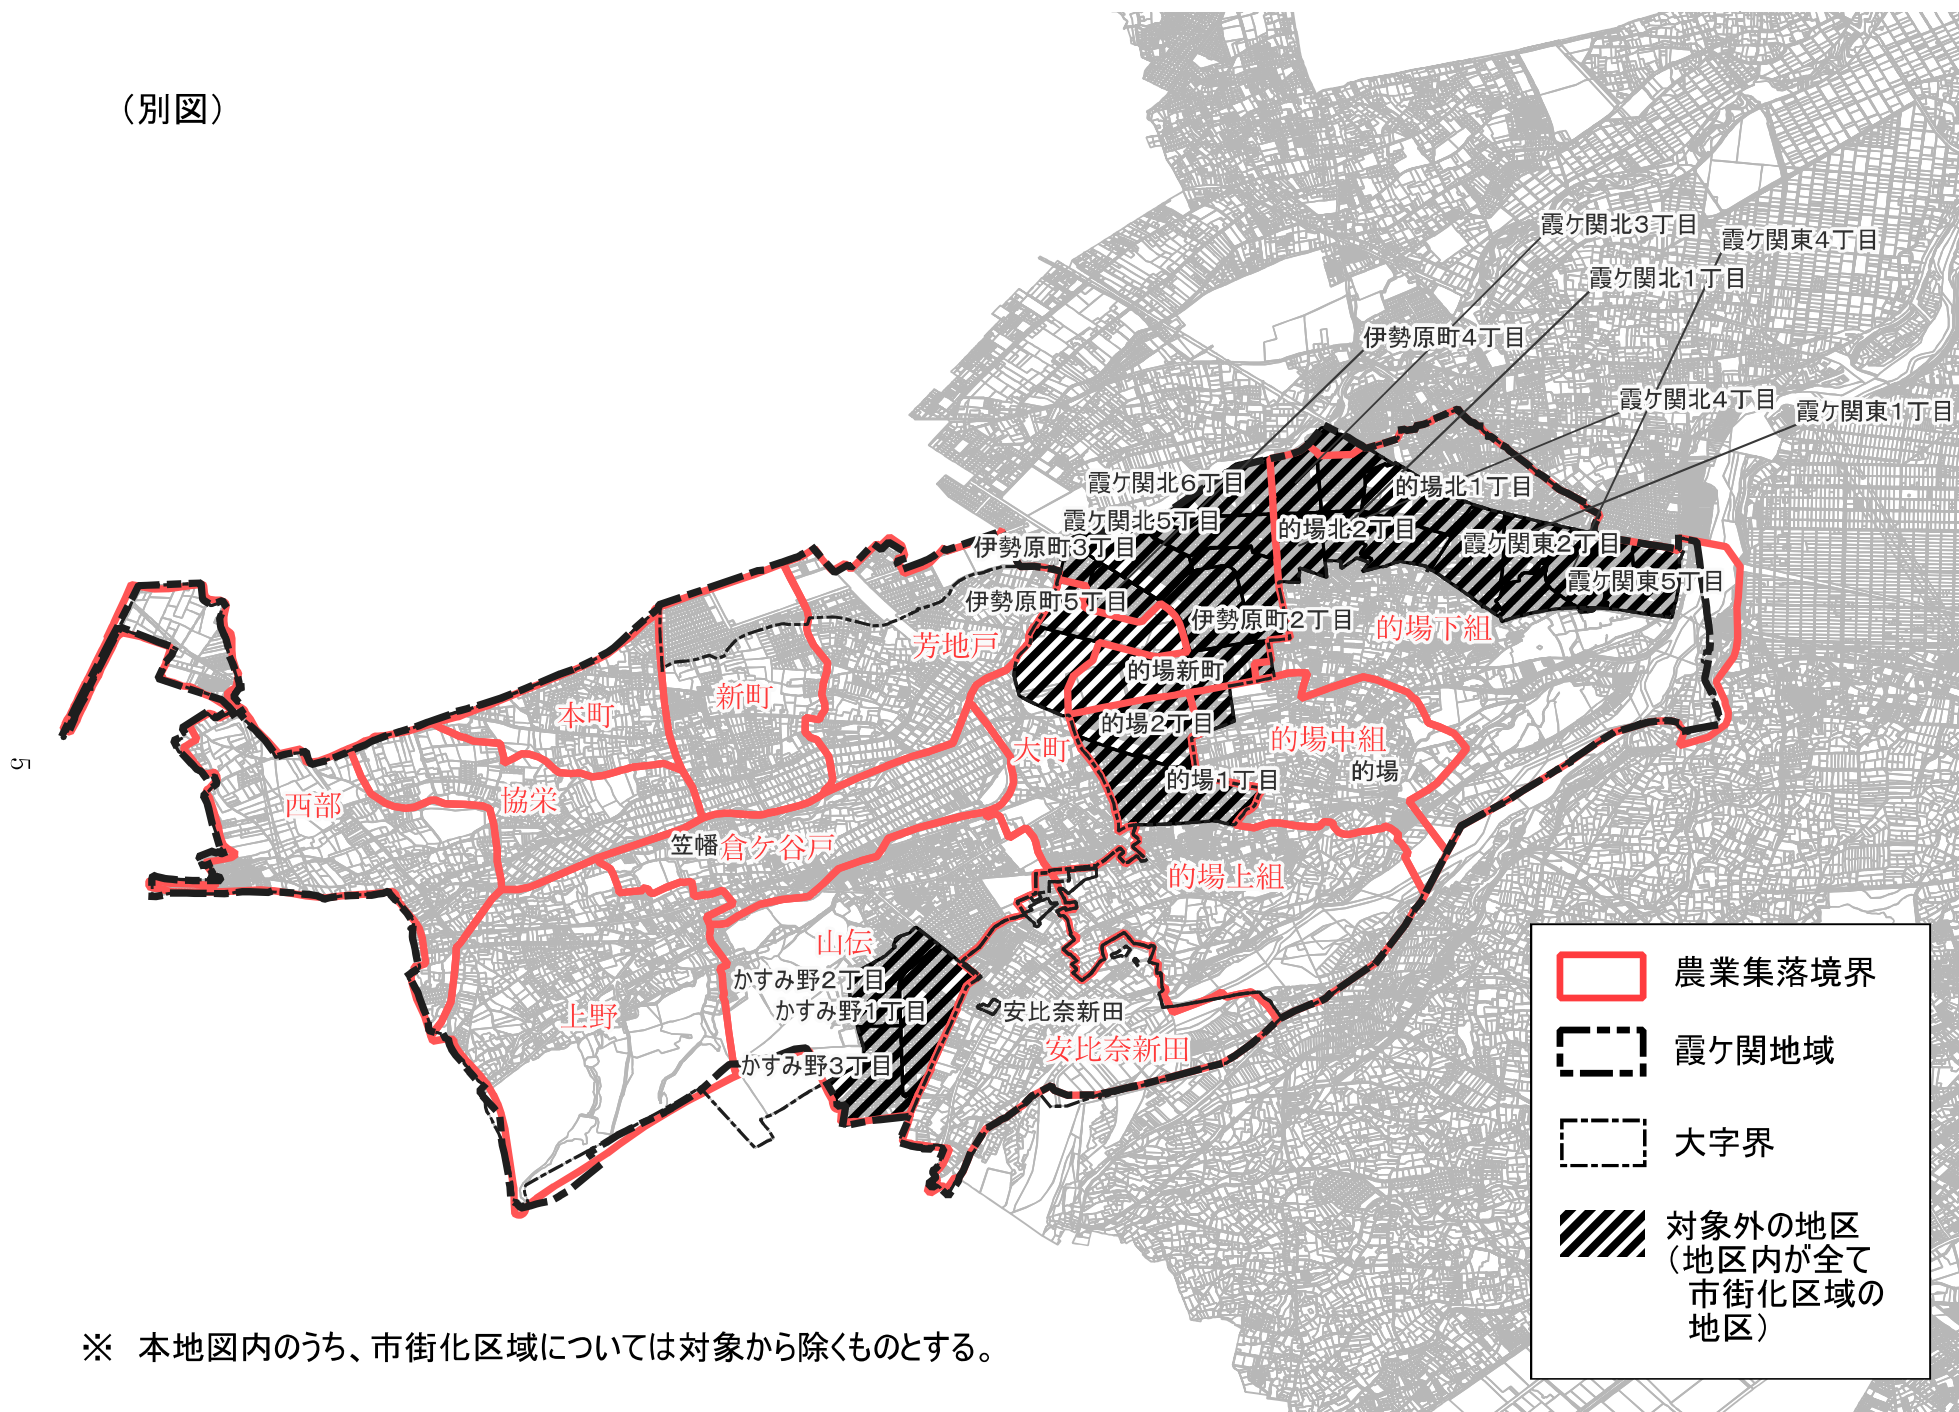 （別図）
霞ケ関北３丁目
霞ケ関東４丁目
霞ケ関北１丁目
伊勢原町４丁目
霞ケ関北４丁目
霞ケ関東１丁目
霞ケ関北６丁目
的場北１丁目
霞ケ関北５丁目
的場北２丁目
伊勢原町３丁目
霞ケ関東２丁目
霞ケ関東５丁目
伊勢原町５丁目
伊勢原町２丁目
的場下組
芳地戸
的場新町
新町
本町
的場２丁目
大町
的場中組
的場
的場１丁目
5
西部
協栄
笠幡
倉ケ谷戸
的場上組
山伝
かすみ野２丁目
かすみ野１丁目
安比奈新田
上野
安比奈新田
かすみ野３丁目
農業集落境界
霞ケ関地域
大字界
対象外の地区
（地区内が全て
市街化区域の
地区）
※　本地図内のうち、市街化区域については対象から除くものとする。